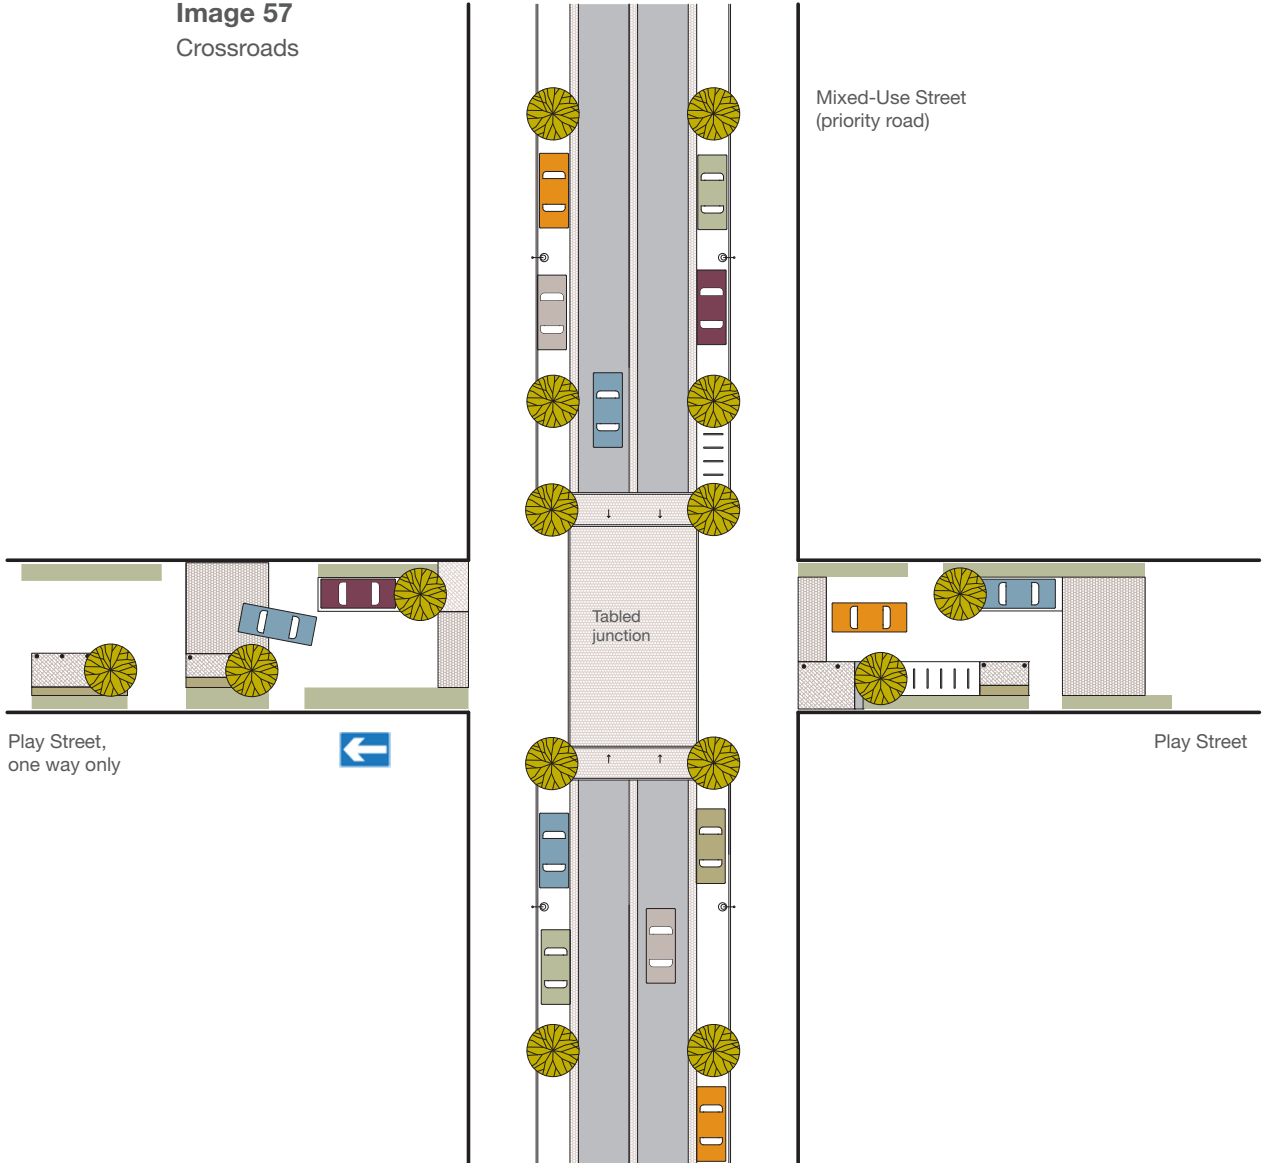 Image 57
Crossroads
Mixed-Use Street
(priority road)
Tabled
junction
Play Street,
one way only
Play Street